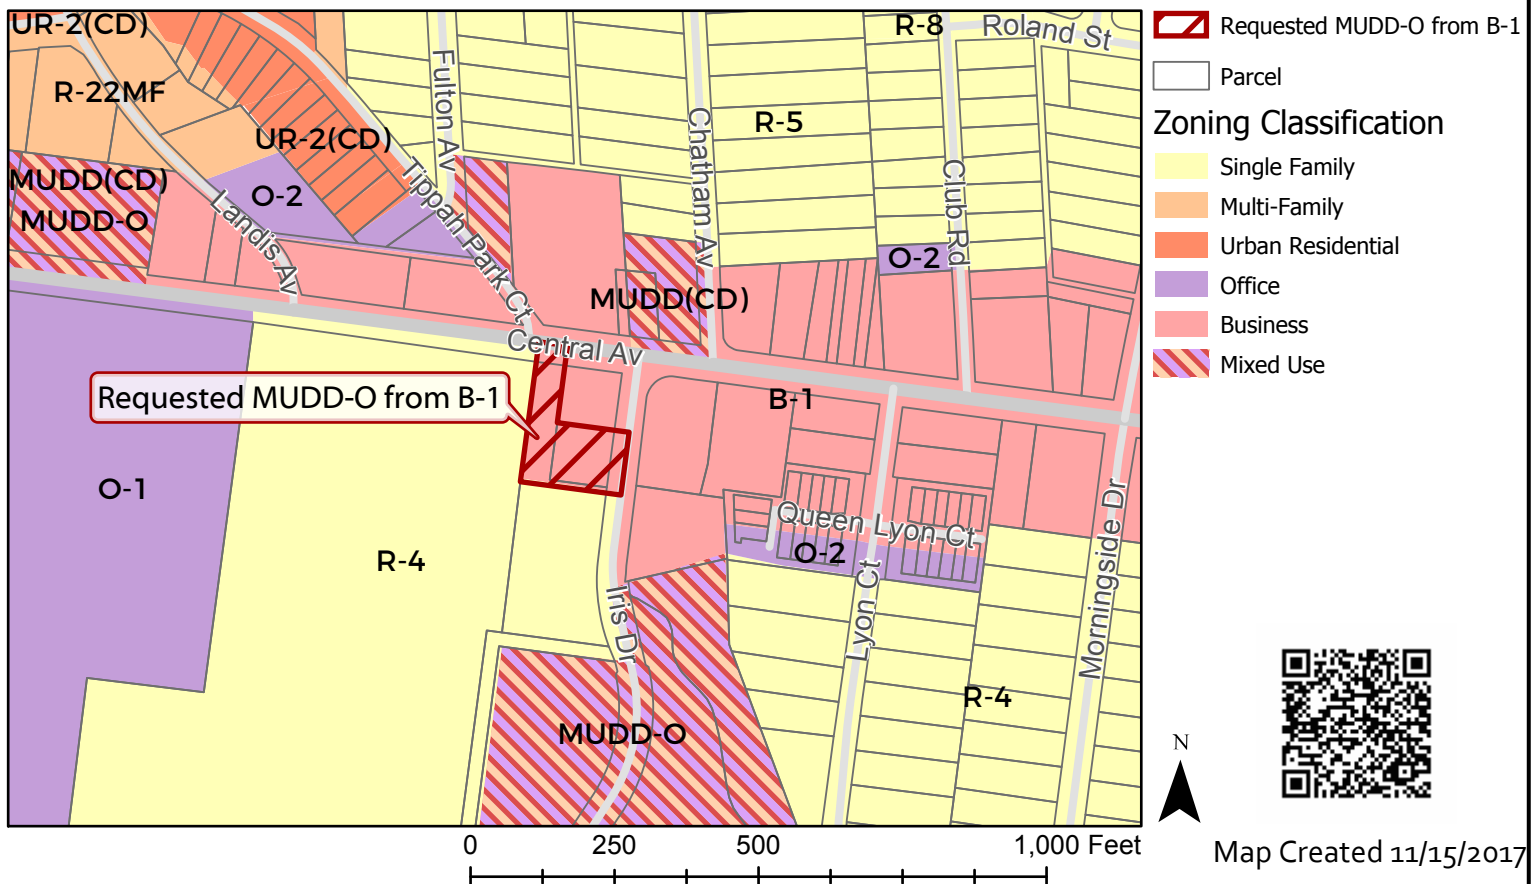 UR-2(CD)
R-8
Roland St
Fulton Av
R-22MF
Chatham Av
R-5
UR-2(CD)
Tippah Park Ct
Club Rd
MUDD(CD)
O-2
MUDD-O
Landis Av
O-2
MUDD(CD)
Central Av
Requested MUDD-O from B-1
B-1
O-1
Queen Lyon Ct
O-2
Morningside Dr
R-4
Iris Dr
Lyon Ct
R-4
MUDD-O
Requested MUDD-O from B-1
Parcel
Zoning Classification
Single Family
Multi-Family
Urban Residential
Office
Business
Mixed Use
N
0 250 500 1,000 Feet
Map Created 11/15/2017